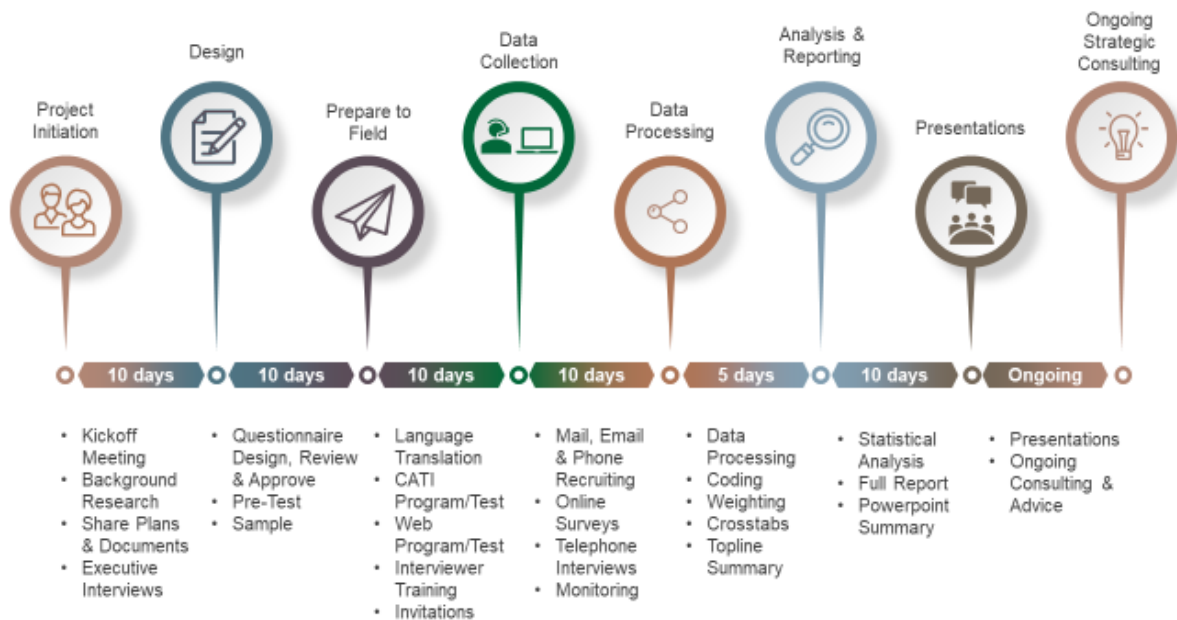 Project
Initiation
Design
Prepare to
Field
Data
Collection
Data
Processing
Analysis &
Reporting
Presentations
Ongoing
Strategic
Consulting
10 days
10 days
10 days
10 days
5 days
10 days
Ongoing
• Kickoff
Meeting
• Background
Research
• Share Plans
& Documents
• Executive
Interviews
• Questionnaire
Design, Review
& Approve
• Pre-Test
• Sample
• Language
Translation
• CATI
Program/Test
• Web
Program/Test
• Interviewer
Training
• Invitations
• Mail, Email
& Phone
Recruiting
• Online
Surveys
• Telephone
Interviews
• Monitoring
• Data
Processing
• Coding
• Weighting
• Crosstabs
• Topline
Summary
• Statistical
Analysis
• Full Report
• Powerpoint
Summary
• Presentations
• Ongoing
Consulting &
Advice